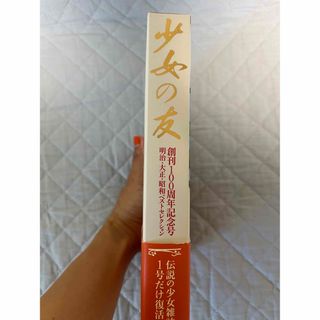 少女の友
創刊100周年記念号
明治・大正・昭和ベストセレクション
伝説の少女雑誌
1号だけ復活